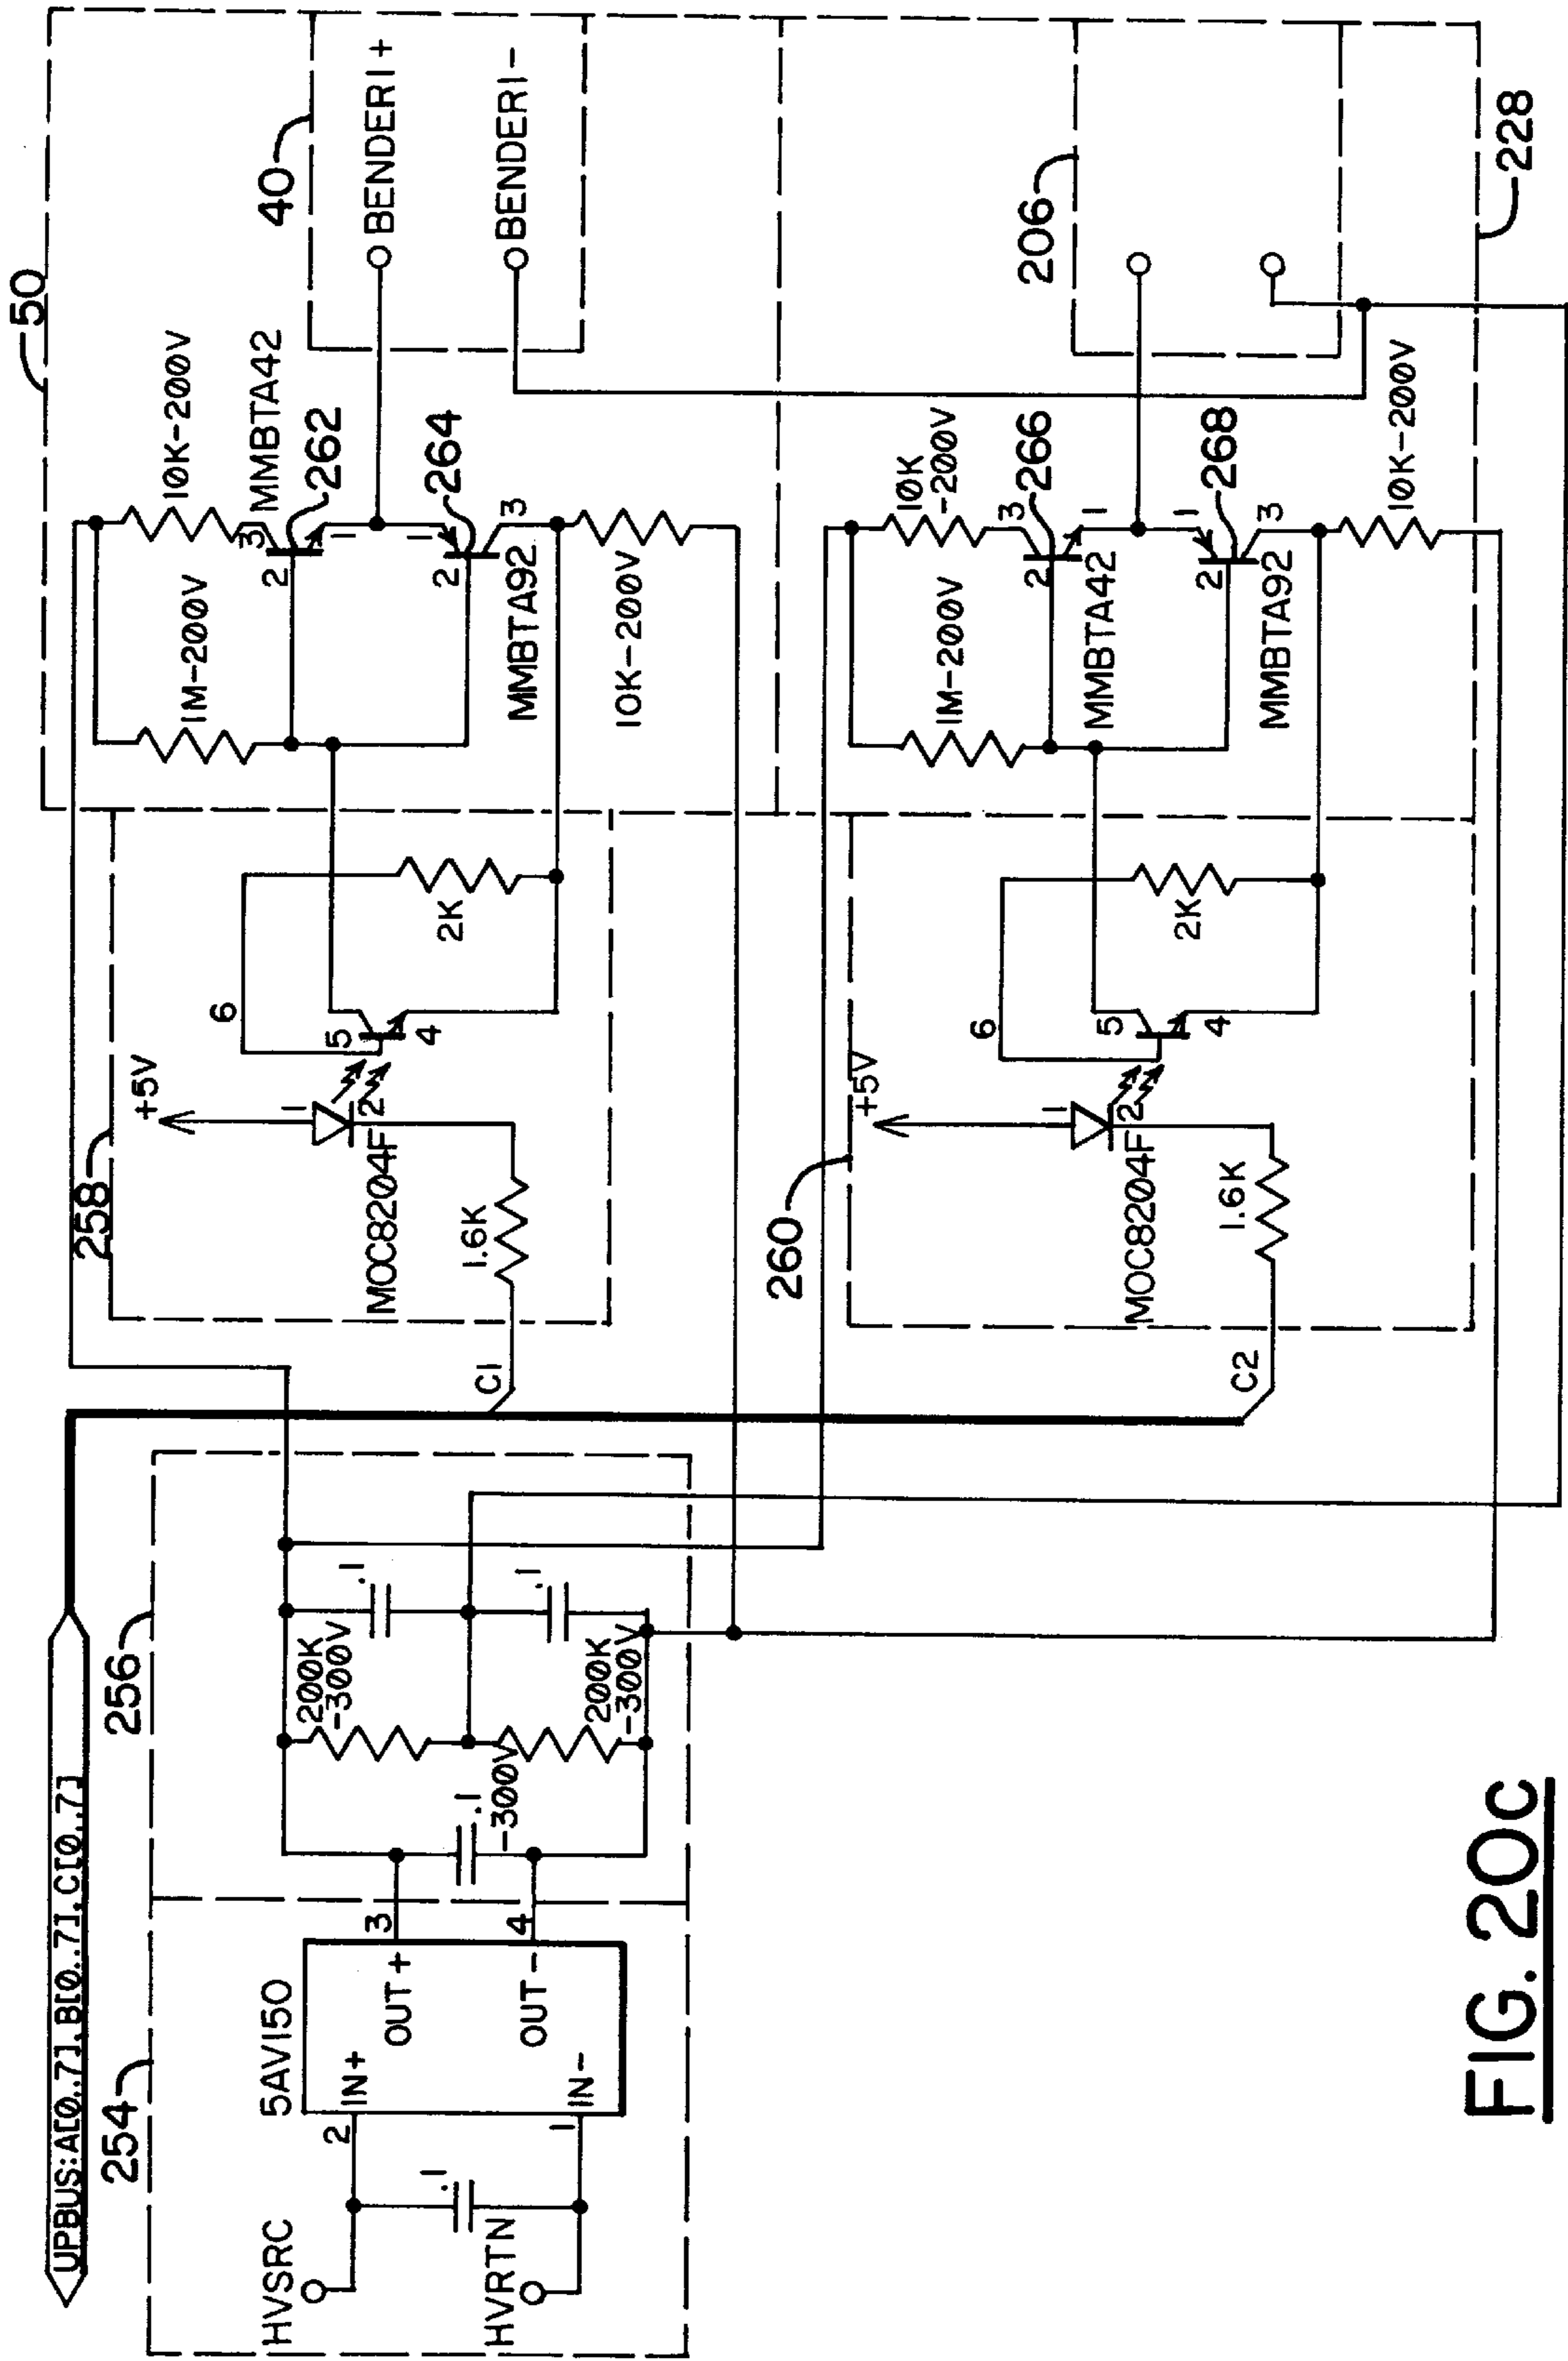 UPBUS:A[0..7],B[0..7],C[0..7]
254
HVSRC
HVRTN
.1
2
1
5AV150
IN+
IN-
OUT+
OUT-
3
4
256
.1
-300V
200K
-300V
200K
-300V
.1
.1
C1
C2
258
+5V
1
2
MOC8204F
1.6K
6
5
4
2K
260
+5V
1
2
MOC8204F
1.6K
6
5
4
2K
50
1M-200V
10K-200V
MMBTA42
3
2
1
262
1
2
3
264
MMBTA92
10K-200V
40
BENDER1+
BENDER1-
1M-200V
10K
-200V
3
2
1
266
MMBTA42
1
2
3
268
MMBTA92
10K-200V
206
228
FIG. 20c